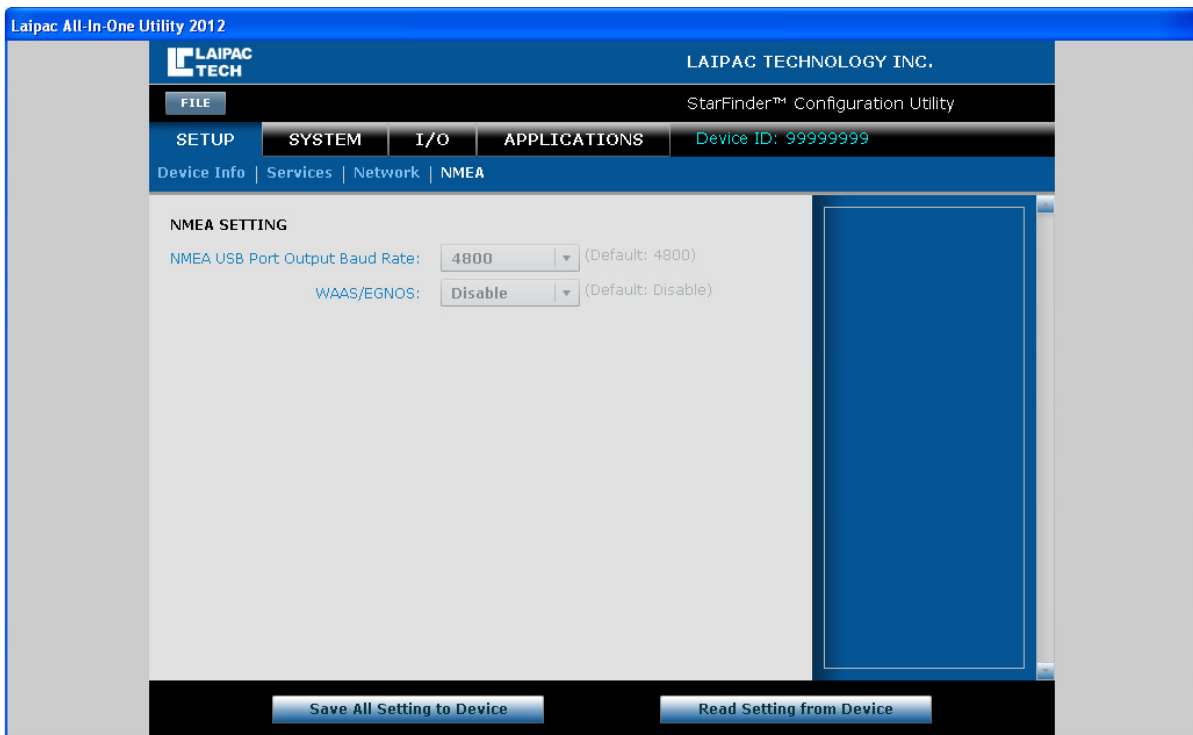 Laipac All-In-One Utility 2012
LAIPAC
TECH
LAIPAC TECHNOLOGY INC.
FILE
StarFinder™ Configuration Utility
SETUP SYSTEM I/O APPLICATIONS Device ID: 99999999
Device Info | Services | Network | NMEA
NMEA SETTING
NMEA USB Port Output Baud Rate: 4800 (Default: 4800)
WAAS/EGNOS: Disable (Default: Disable)
Save All Setting to Device Read Setting from Device